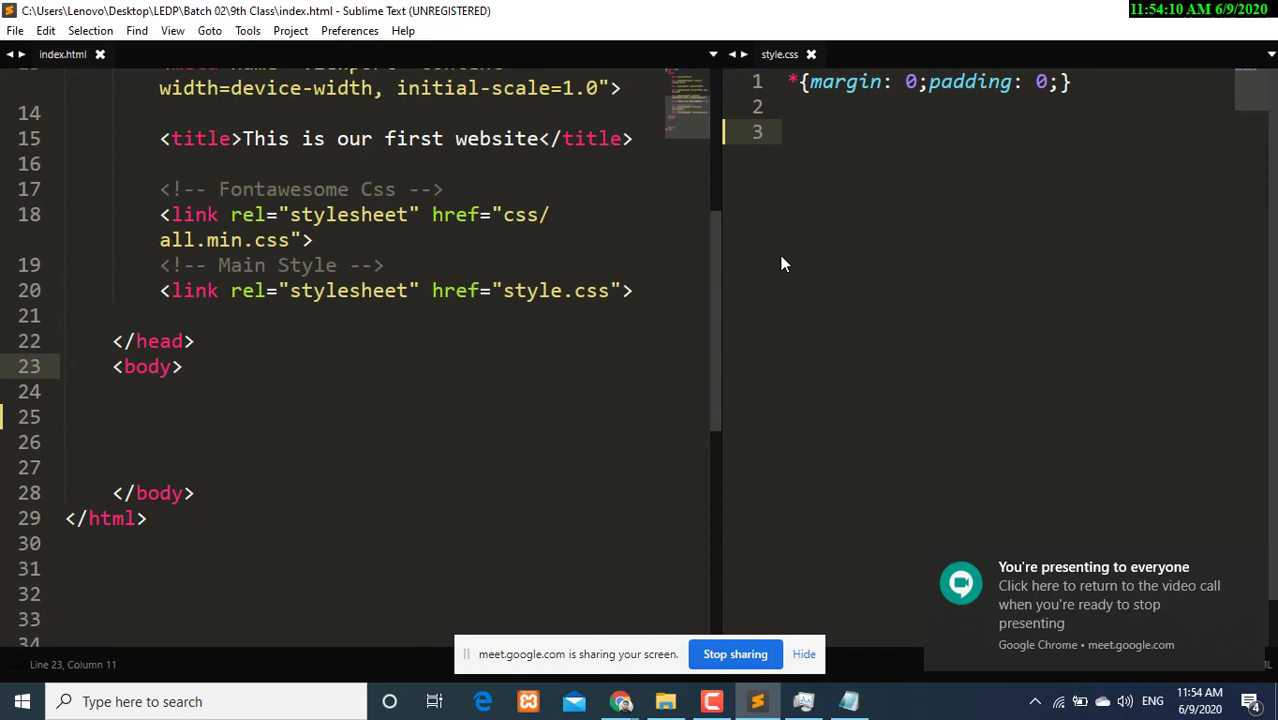 C:\Users\Lenovo\Desktop\LEDP\Batch 02\9th Class\index.html - Sublime Text (UNREGISTERED)
11:54:10 AM 6/9/2020
File Edit Selection Find View Goto Tools Project Preferences Help
index.html
width=device-width, initial-scale=1.0">
14
15 <title>This is our first website</title>
16
17 <!-- Fontawesome Css -->
18 <link rel="stylesheet" href="css/
all.min.css">
19 <!-- Main Style -->
20 <link rel="stylesheet" href="style.css">
21
22 </head>
23 <body>
24
25
26
27
28 </body>
29 </html>
30
31
32
33
34
style.css
1 *{margin: 0;padding: 0;}
2
3
You're presenting to everyone
Click here to return to the video call
when you're ready to stop
presenting
Google Chrome • meet.google.com
meet.google.com is sharing your screen. Stop sharing Hide
Line 23, Column 11
Type here to search
ENG
11:54 AM
6/9/2020
4